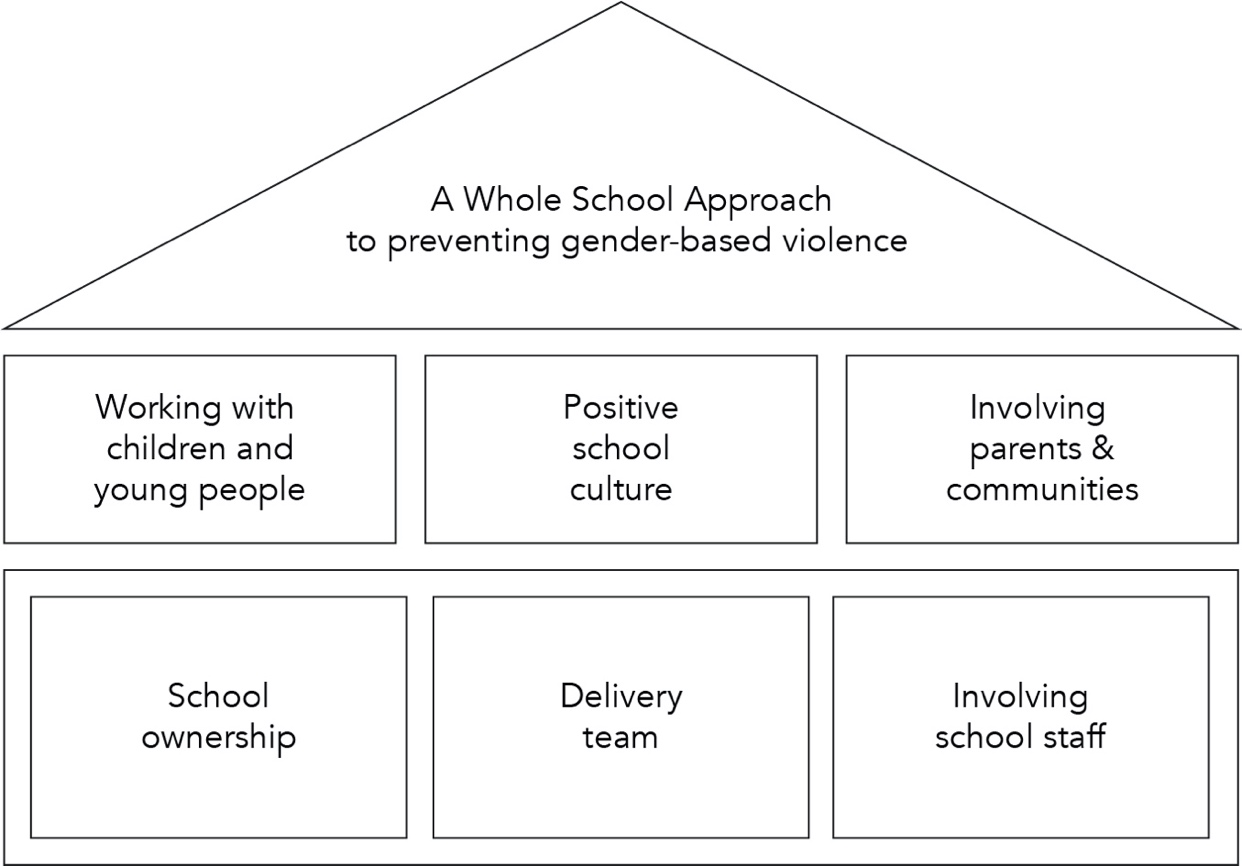 A Whole School Approach
to preventing gender-based violence
Working with
children and
young people
Positive
school
culture
Involving
parents &
communities
School
ownership
Delivery
team
Involving
school staff